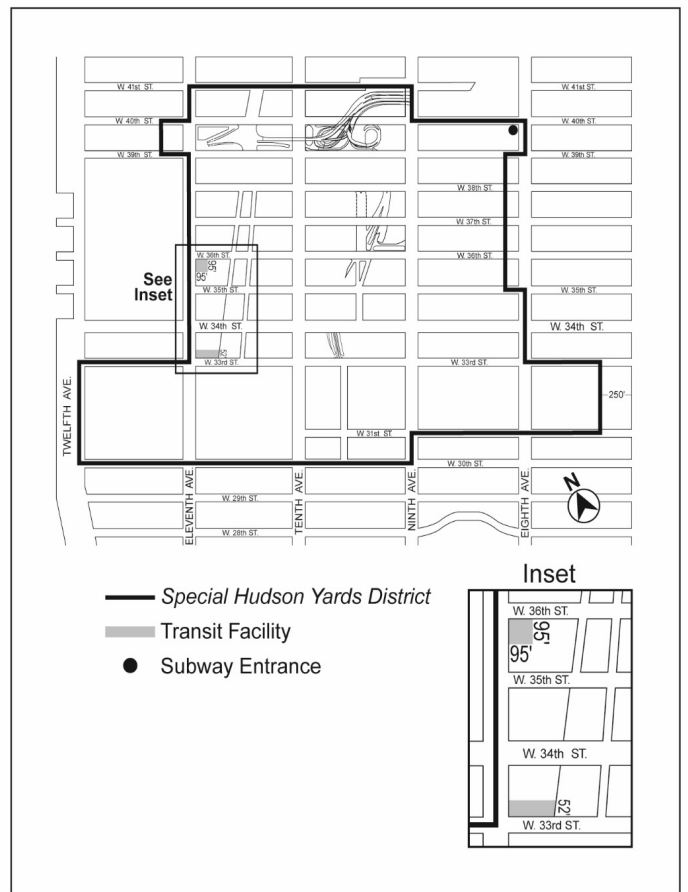 W. 41st ST.
W. 41st ST.
W. 40th ST.
W. 40th ST.
W. 39th ST.
W. 39th ST.
W. 38th ST.
W. 37th ST.
W. 36th ST.
W. 36th ST.
95'
95'
See
Inset
W. 35th ST.
W. 35th ST.
W. 34th ST.
W. 34th ST.
52'
W. 33rd ST.
W. 33rd ST.
250'
TWELFTH AVE.
W. 31st ST.
W. 30th ST.
ELEVENTH AVE.
TENTH AVE.
NINTH AVE.
EIGHTH AVE.
N
W. 29th ST.
W. 28th ST.
Inset
Special Hudson Yards District
Transit Facility
Subway Entrance
W. 36th ST.
95'
95'
W. 35th ST.
W. 34th ST.
52'
W. 33rd ST.